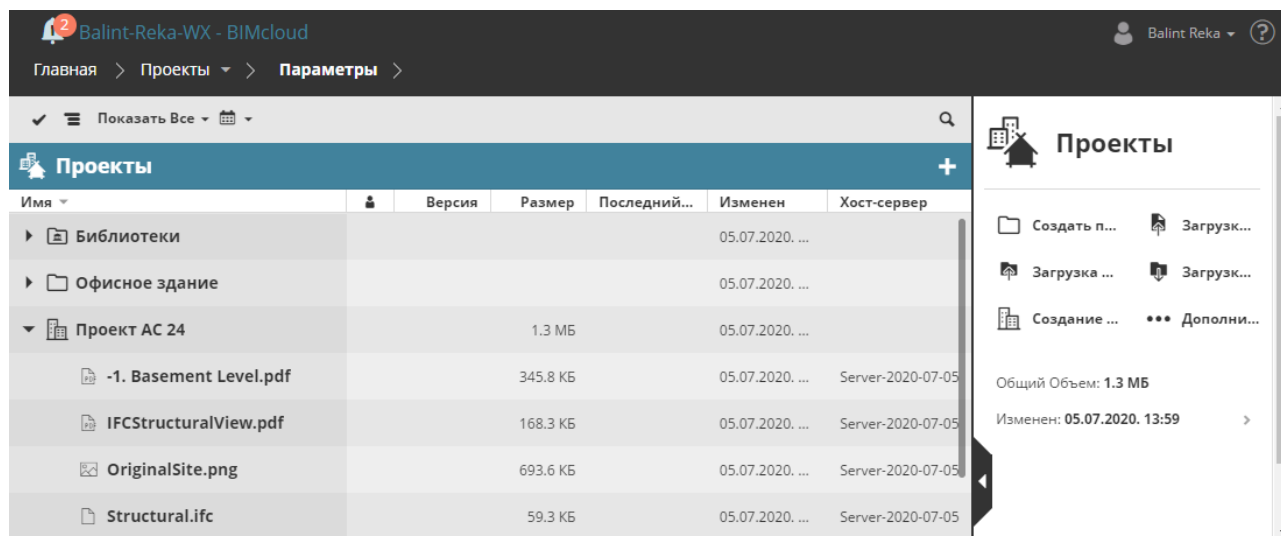 2
Balint-Reka-WX - BIMcloud
Balint Reka
?
Главная > Проекты > Параметры >
Показать Все
Проекты
Имя Версия Размер Последний... Изменен Хост-сервер
Библиотеки 05.07.2020. ...
Офисное здание 05.07.2020. ...
Проект АС 24 1.3 МБ 05.07.2020. ...
-1. Basement Level.pdf 345.8 КБ 05.07.2020. ... Server-2020-07-05
IFCStructuralView.pdf 168.3 КБ 05.07.2020. ... Server-2020-07-05
OriginalSite.png 693.6 КБ 05.07.2020. ... Server-2020-07-05
Structural.ifc 59.3 КБ 05.07.2020. ... Server-2020-07-05
Проекты
Создать п... Загрузк...
Загрузка ... Загрузк...
Создание ... Дополни...
Общий Объем: 1.3 МБ
Изменен: 05.07.2020. 13:59 >